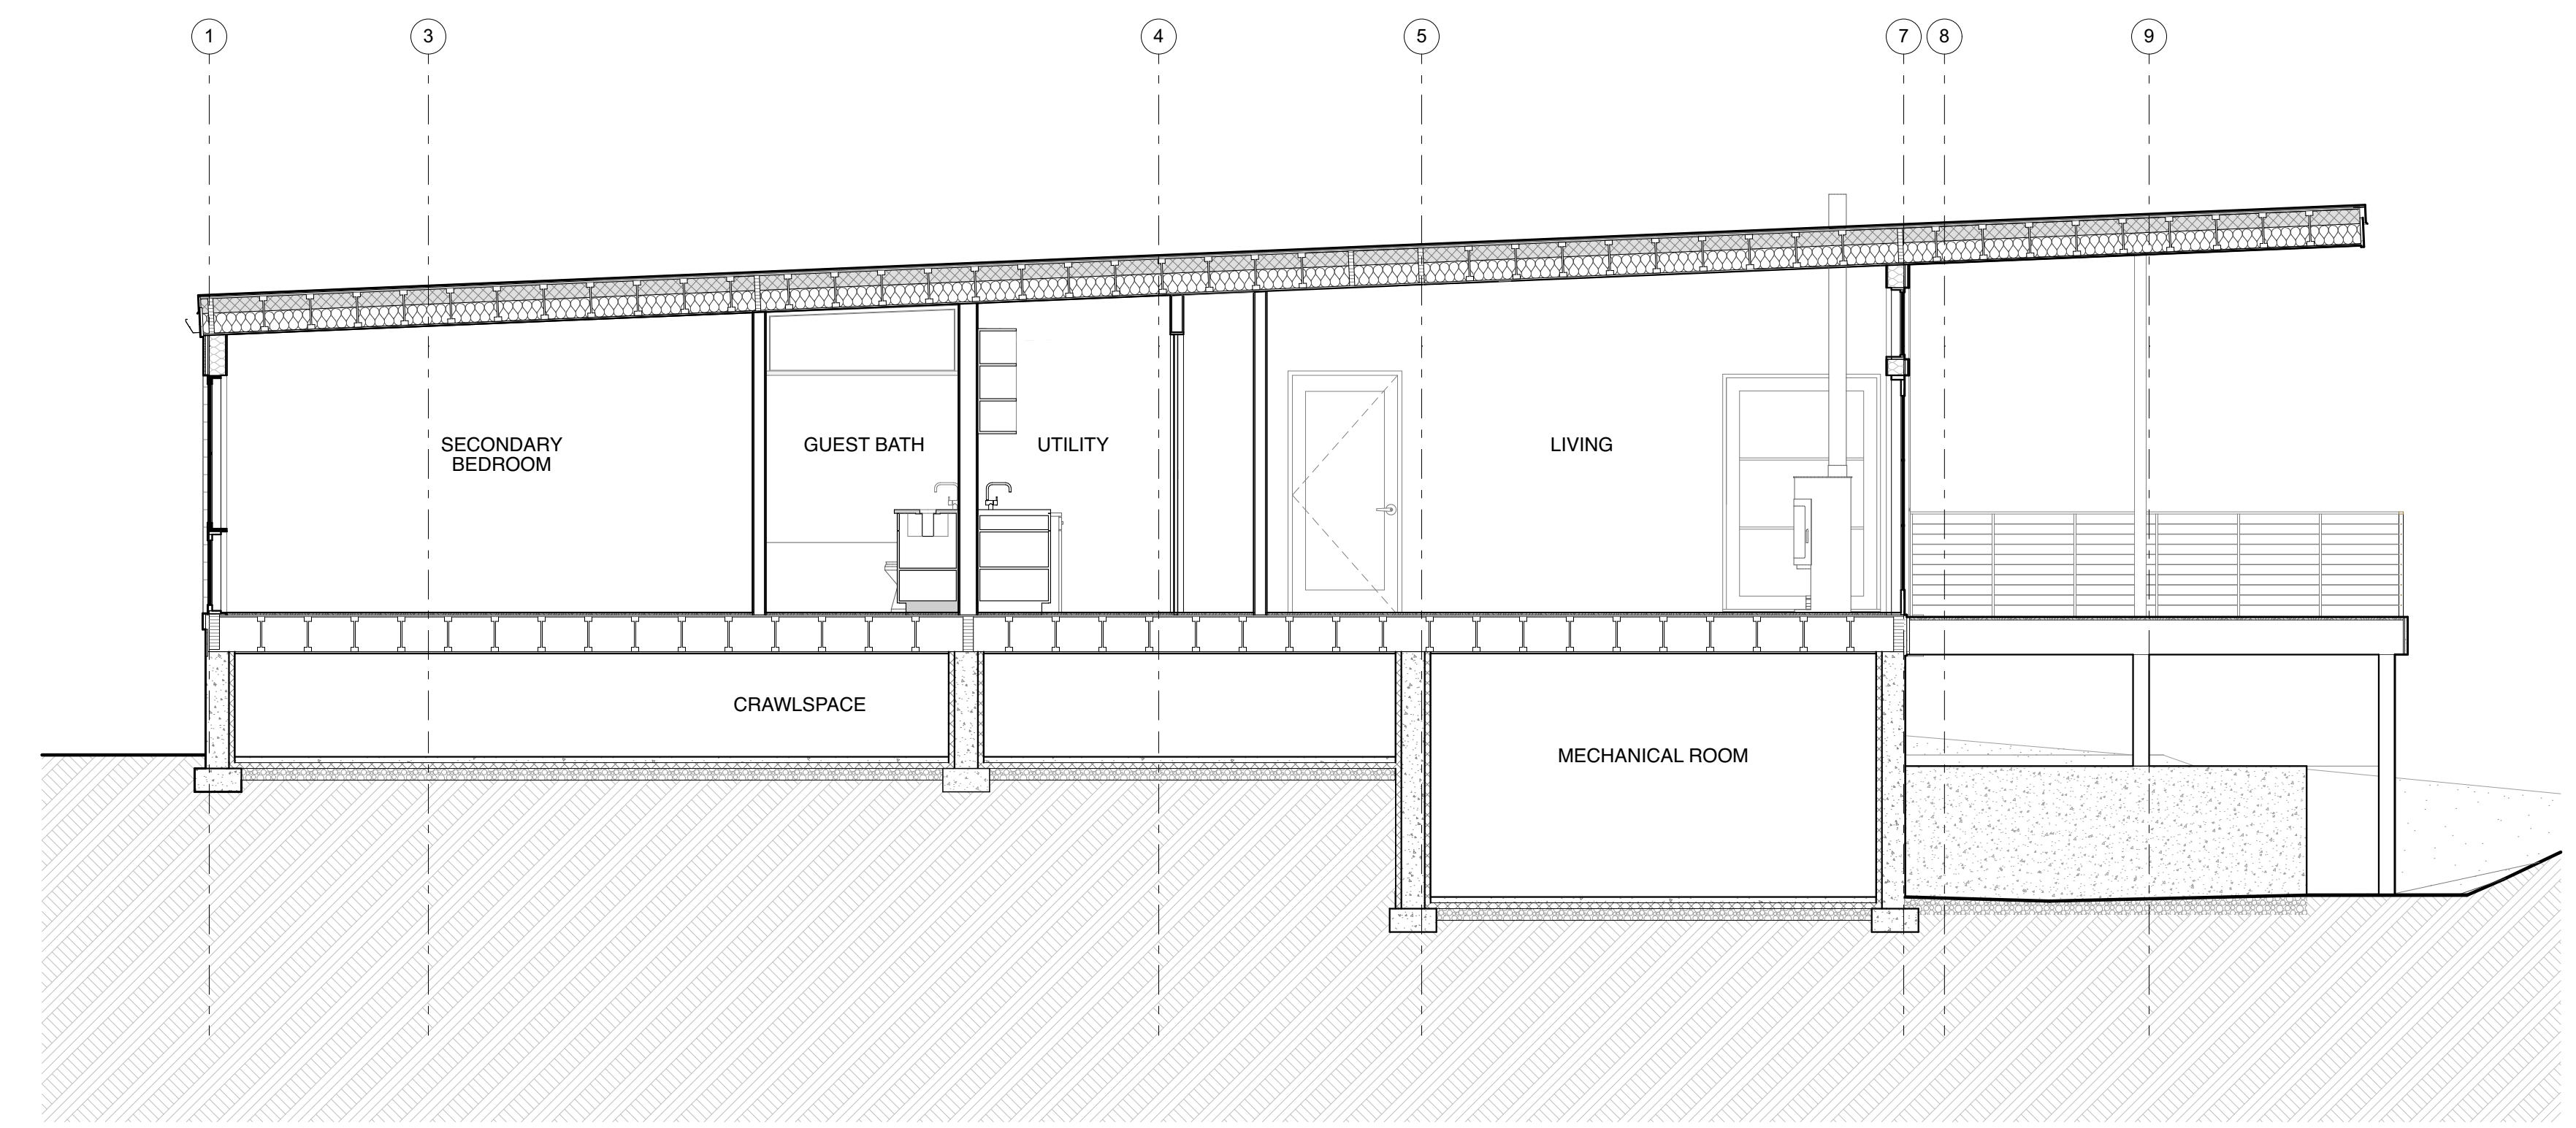 1
3
4
5
7
8
9
SECONDARY
BEDROOM
GUEST BATH
UTILITY
LIVING
CRAWLSPACE
MECHANICAL ROOM